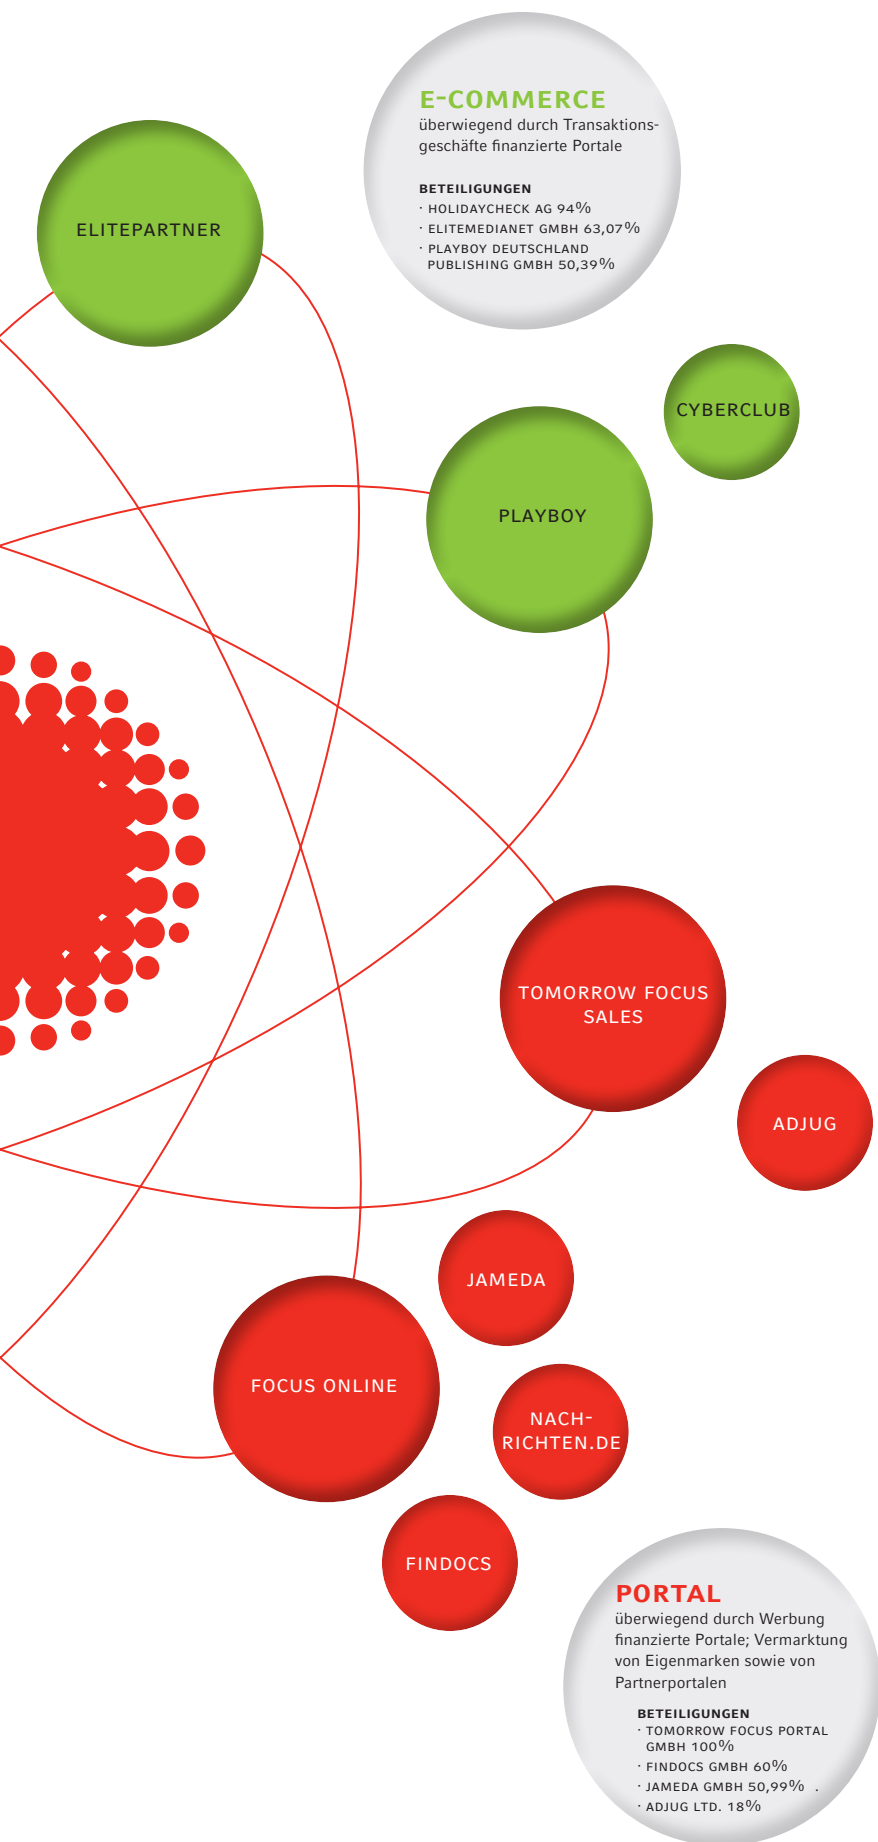 E-COMMERCE
überwiegend durch Transaktions-
geschäfte finanzierte Portale
BETEILIGUNGEN
· HOLIDAYCHECK AG 94%
· ELITEMEDIANET GMBH 63,07%
· PLAYBOY DEUTSCHLAND
PUBLISHING GMBH 50,39%
ELITEPARTNER
CYBERCLUB
PLAYBOY
TOMORROW FOCUS
SALES
ADJUG
JAMEDA
FOCUS ONLINE
NACH-
RICHTEN.DE
FINDOCS
PORTAL
überwiegend durch Werbung
finanzierte Portale; Vermarktung
von Eigenmarken sowie von
Partnerportalen
BETEILIGUNGEN
· TOMORROW FOCUS PORTAL
GMBH 100%
· FINDOCS GMBH 60%
· JAMEDA GMBH 50,99% .
· ADJUG LTD. 18%